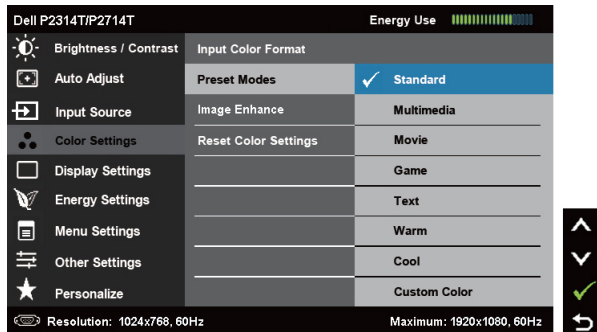 Dell P2314T/P2714T Energy Use
Brightness / Contrast Input Color Format
Auto Adjust Preset Modes Standard
Input Source Image Enhance Multimedia
Color Settings Reset Color Settings Movie
Display Settings Game
Energy Settings Text
Menu Settings Warm
Other Settings Cool
Personalize Custom Color
Resolution: 1024x768, 60Hz Maximum: 1920x1080, 60Hz